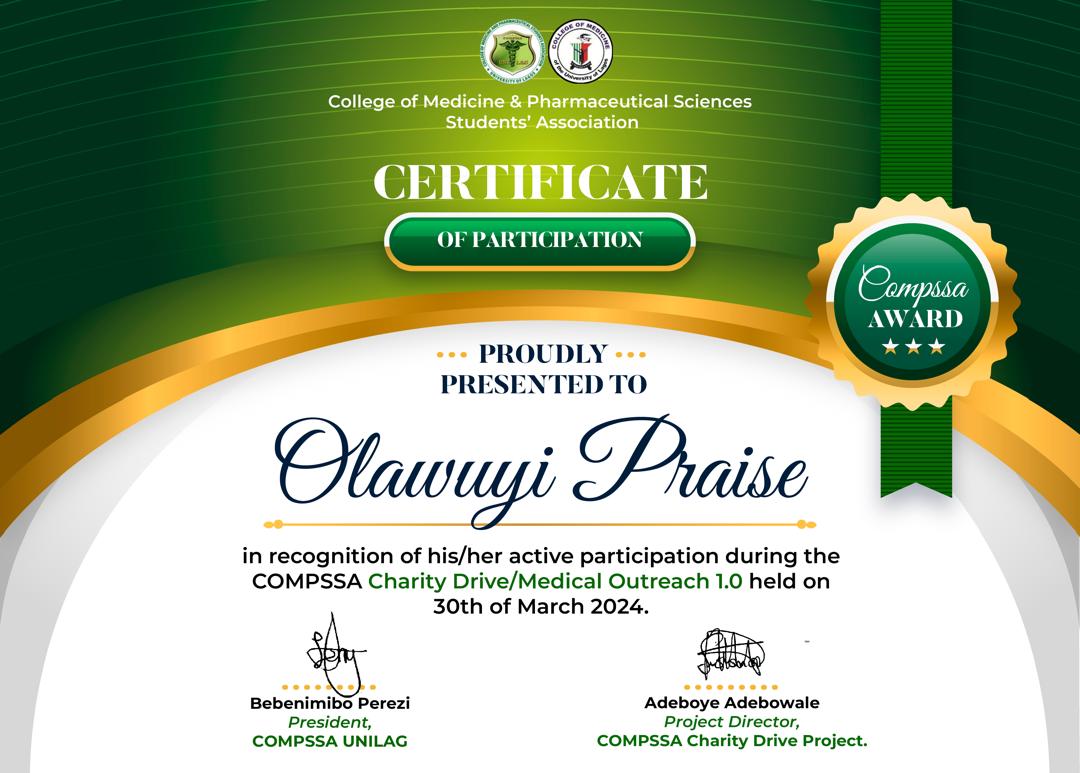 COLLEGE OF MEDICINE
of the University of Lagos
College of Medicine & Pharmaceutical Sciences
Students' Association
CERTIFICATE
OF PARTICIPATION
Compssa
AWARD
PROUDLY
PRESENTED TO
Olawuyi Praise
in recognition of his/her active participation during the
COMPSSA Charity Drive/Medical Outreach 1.0 held on
30th of March 2024.
Bebenimibo Perezi
President,
COMPSSA UNILAG
Adeboye Adebowale
Project Director,
COMPSSA Charity Drive Project.